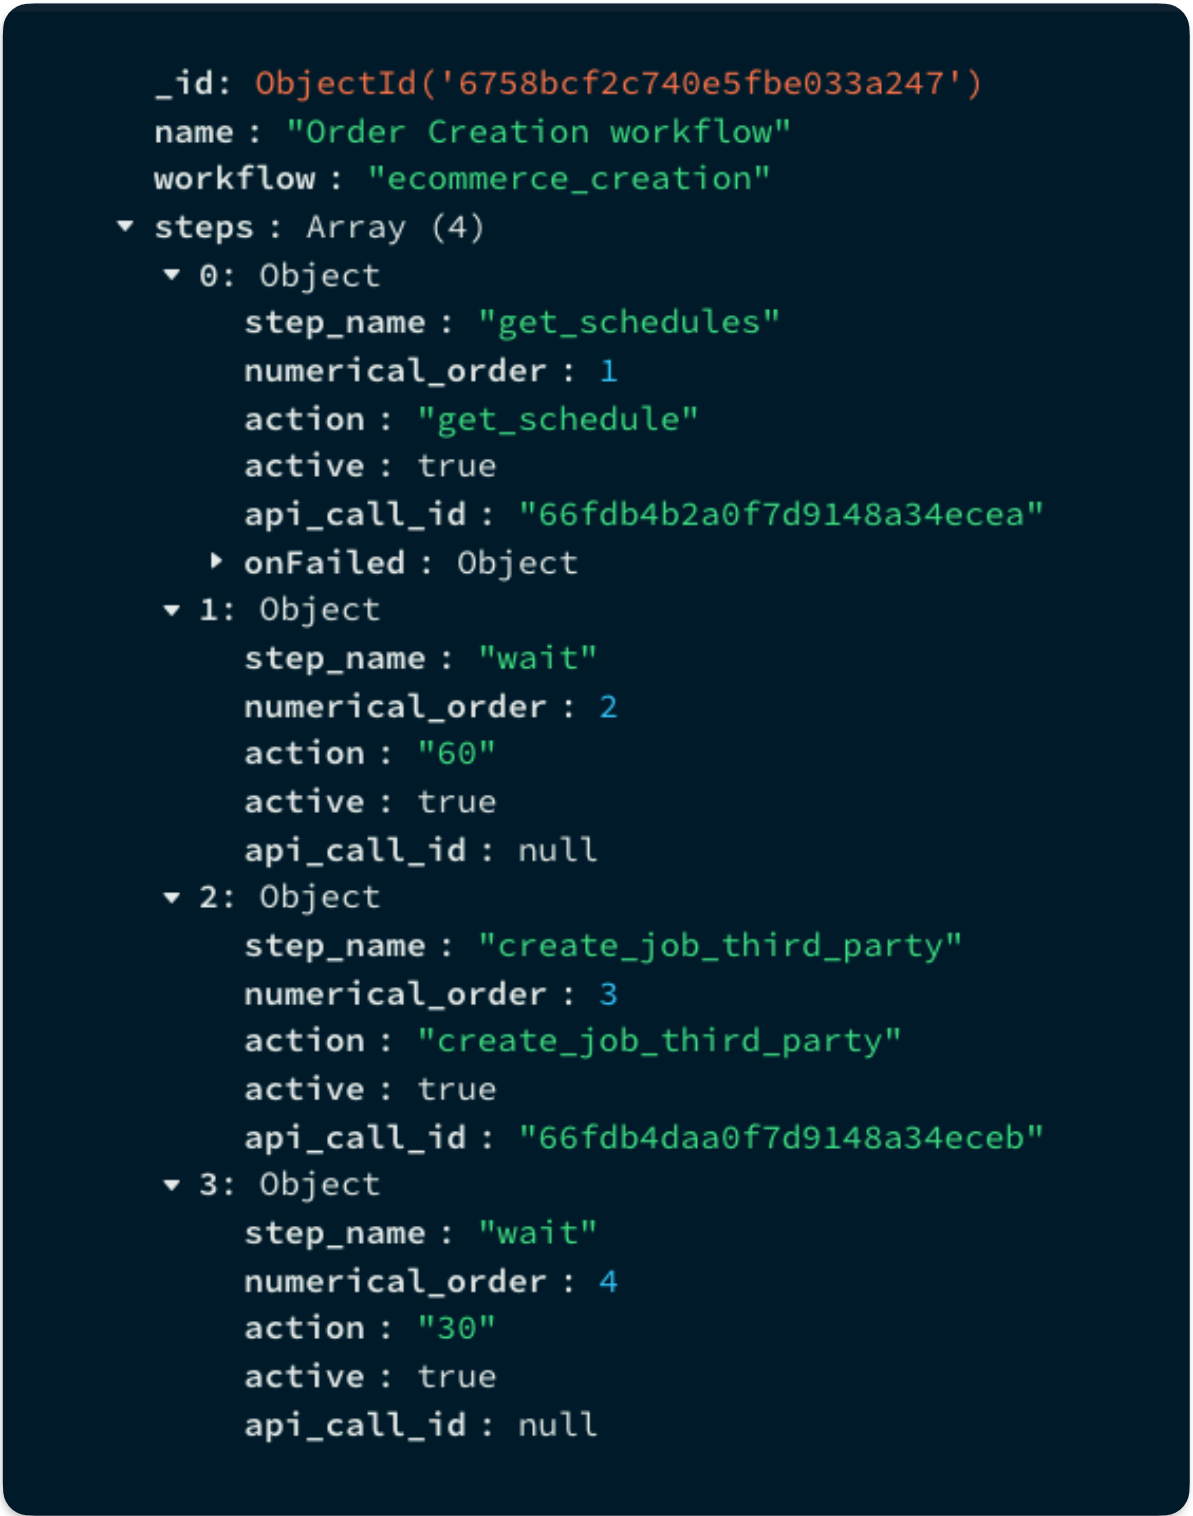 _id: ObjectId('6758bcf2c740e5fbe033a247')
name : "Order Creation workflow"
workflow : "ecommerce_creation"
steps : Array (4)
0: Object
step_name : "get_schedules"
numerical_order : 1
action : "get_schedule"
active : true
api_call_id : "66fdb4b2a0f7d9148a34ecea"
onFailed : Object
1: Object
step_name : "wait"
numerical_order : 2
action : "60"
active : true
api_call_id : null
2: Object
step_name : "create_job_third_party"
numerical_order : 3
action : "create_job_third_party"
active : true
api_call_id : "66fdb4daa0f7d9148a34eceb"
3: Object
step_name : "wait"
numerical_order : 4
action : "30"
active : true
api_call_id : null